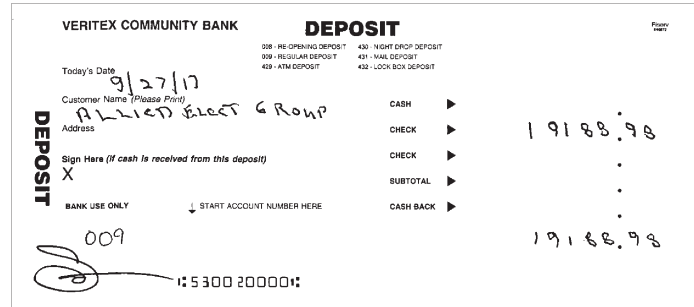 VERITEX COMMUNITY BANK
DEPOSIT
008 - RE-OPENING DEPOSIT 430 - NIGHT DROP DEPOSIT
009 - REGULAR DEPOSIT 431 - MAIL DEPOSIT
429 - ATM DEPOSIT 432 - LOCK BOX DEPOSIT
Fiserv
Today's Date
9/27/17
Customer Name (Please Print)
ALLIED ELECT GROUP
Address
DEPOSIT
Sign Here (if cash is received from this deposit)
X
CASH ▶
CHECK ▶ 19188.98
CHECK ▶
SUBTOTAL ▶
CASH BACK ▶
19188.98
BANK USE ONLY ↓ START ACCOUNT NUMBER HERE
009
⑆530020000⑆